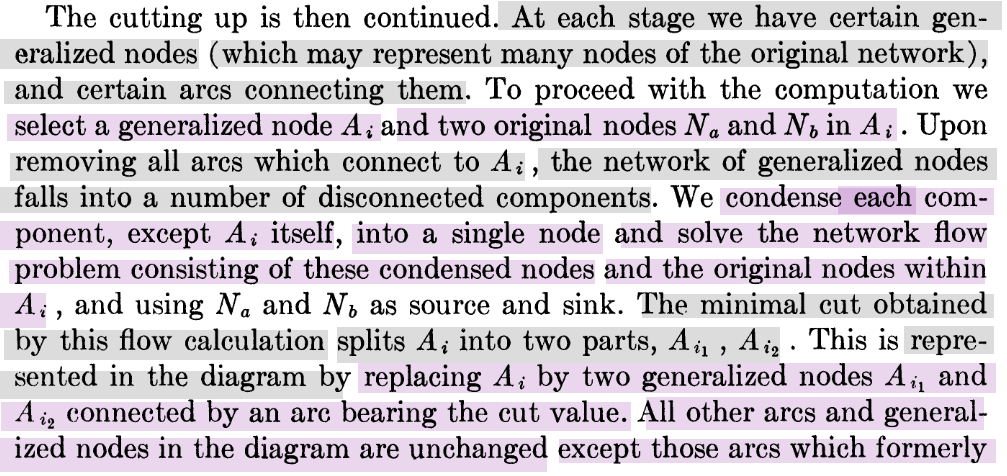 The cutting up is then continued. At each stage we have certain gen-
eralized nodes (which may represent many nodes of the original network),
and certain arcs connecting them. To proceed with the computation we
select a generalized node A_i and two original nodes N_a and N_b in A_i. Upon
removing all arcs which connect to A_i, the network of generalized nodes
falls into a number of disconnected components. We condense each com-
ponent, except A_i itself, into a single node and solve the network flow
problem consisting of these condensed nodes and the original nodes within
A_i, and using N_a and N_b as source and sink. The minimal cut obtained
by this flow calculation splits A_i into two parts, A_{i_1}, A_{i_2}. This is repre-
sented in the diagram by replacing A_i by two generalized nodes A_{i_1} and
A_{i_2} connected by an arc bearing the cut value. All other arcs and general-
ized nodes in the diagram are unchanged except those arcs which formerly